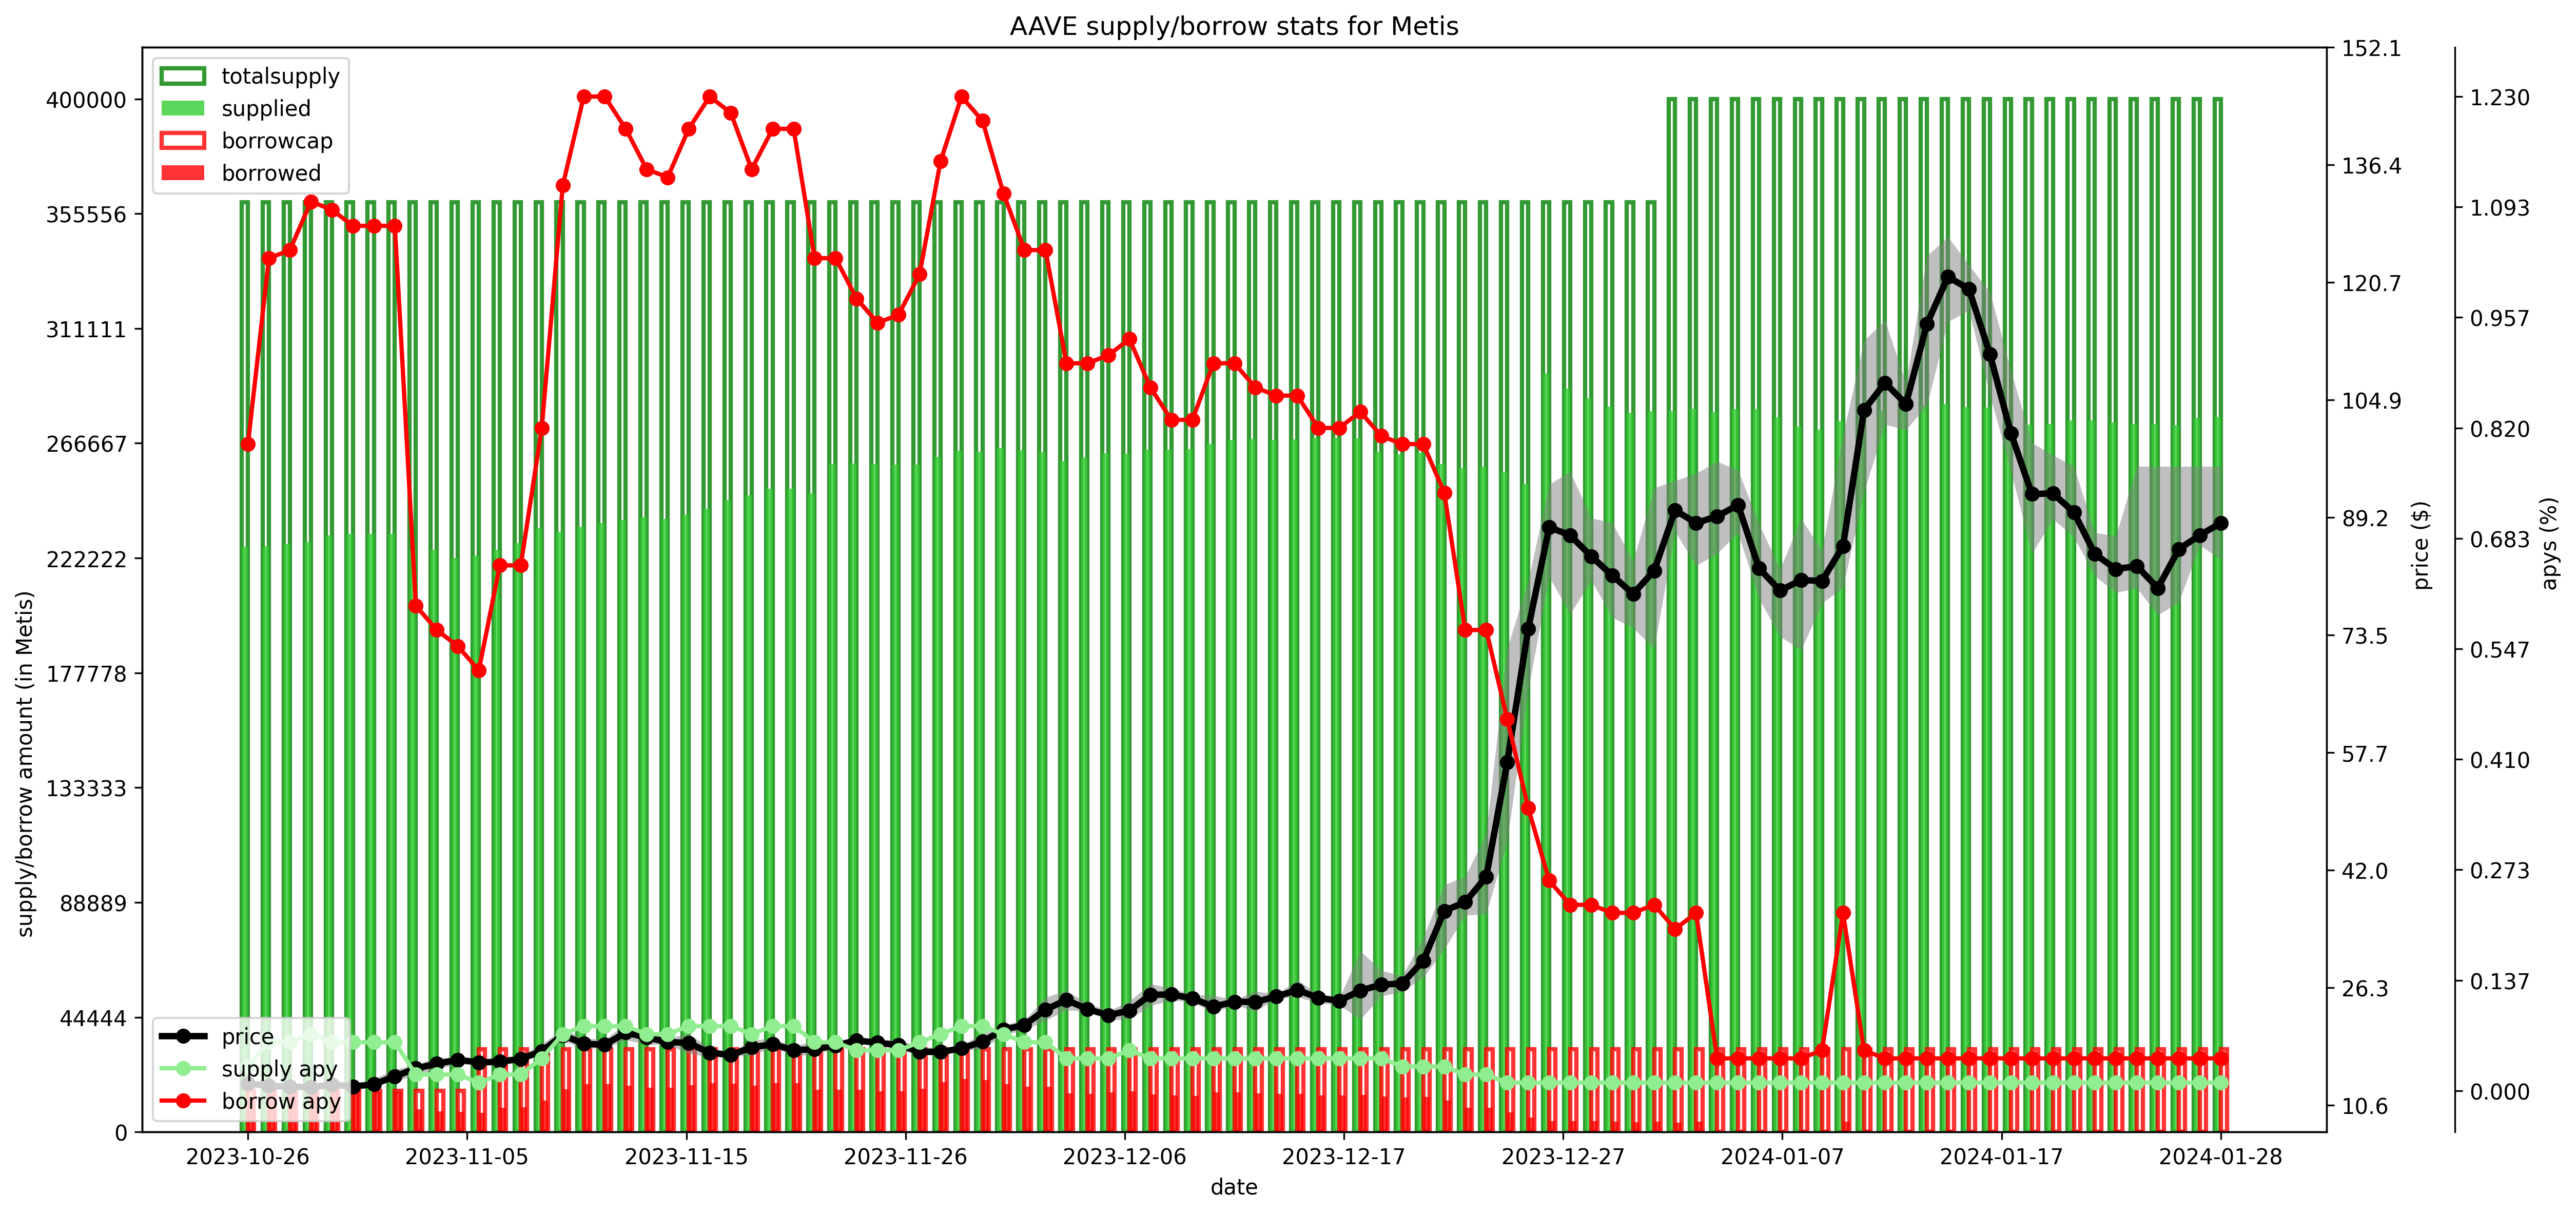 AAVE supply/borrow stats for Metis
totalsupply
supplied
borrowcap
borrowed
400000
355556
311111
266667
222222
177778
133333
88889
44444
0
supply/borrow amount (in Metis)
price
supply apy
borrow apy
152.1
136.4
120.7
104.9
89.2
73.5
57.7
42.0
26.3
10.6
price ($)
1.230
1.093
0.957
0.820
0.683
0.547
0.410
0.273
0.137
0.000
apys (%)
2023-10-26 2023-11-05 2023-11-15 2023-11-26 2023-12-06 2023-12-17 2023-12-27 2024-01-07 2024-01-17 2024-01-28
date